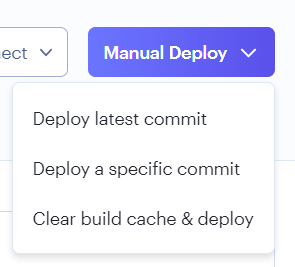 ect
Manual Deploy
Deploy latest commit
Deploy a specific commit
Clear build cache & deploy